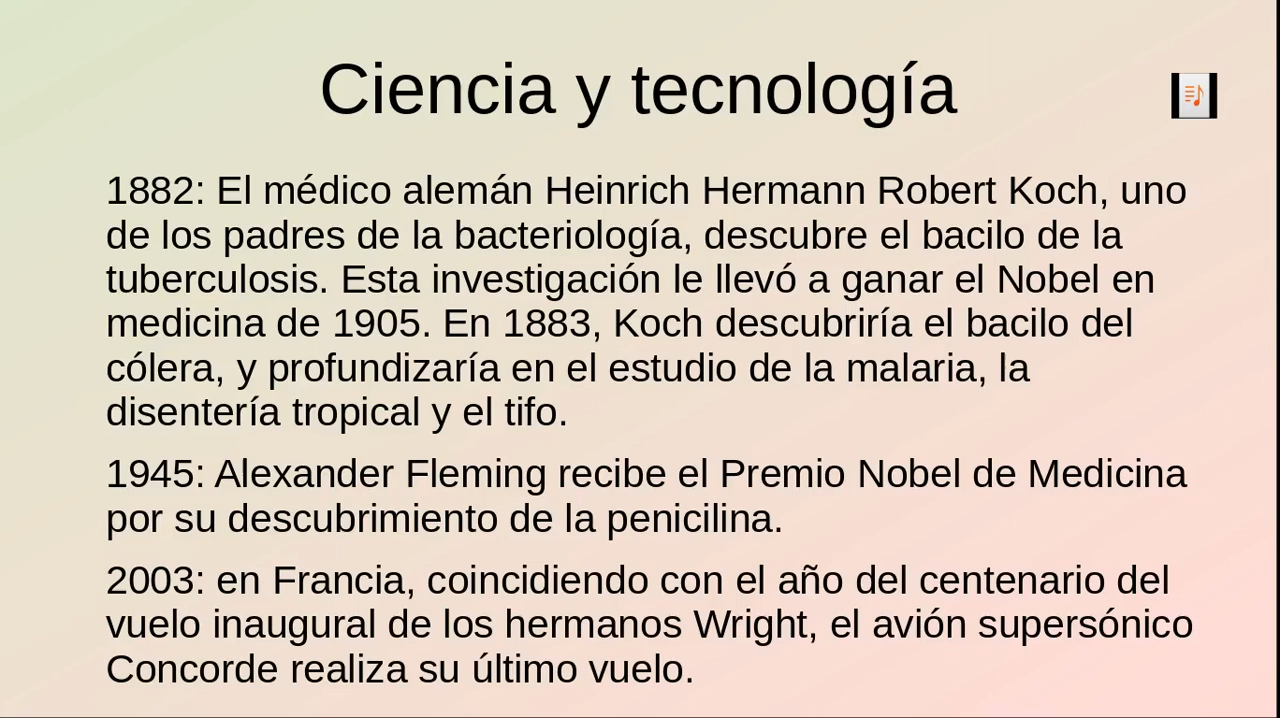 Ciencia y tecnología
1882: El médico alemán Heinrich Hermann Robert Koch, uno
de los padres de la bacteriología, descubre el bacilo de la
tuberculosis. Esta investigación le llevó a ganar el Nobel en
medicina de 1905. En 1883, Koch descubriría el bacilo del
cólera, y profundizaría en el estudio de la malaria, la
disentería tropical y el tifo.
1945: Alexander Fleming recibe el Premio Nobel de Medicina
por su descubrimiento de la penicilina.
2003: en Francia, coincidiendo con el año del centenario del
vuelo inaugural de los hermanos Wright, el avión supersónico
Concorde realiza su último vuelo.